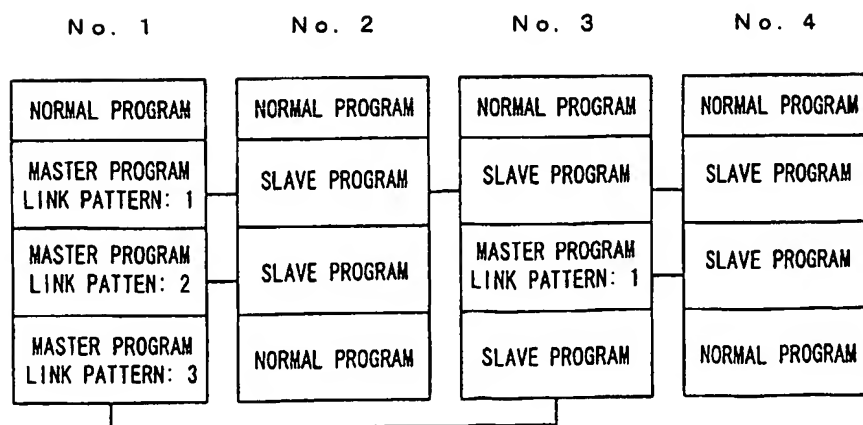 No. 1 No. 2 No. 3 No. 4
NORMAL PROGRAM NORMAL PROGRAM NORMAL PROGRAM NORMAL PROGRAM
MASTER PROGRAM
LINK PATTERN: 1
SLAVE PROGRAM SLAVE PROGRAM SLAVE PROGRAM
MASTER PROGRAM
LINK PATTEN: 2
SLAVE PROGRAM
MASTER PROGRAM
LINK PATTERN: 1
SLAVE PROGRAM
MASTER PROGRAM
LINK PATTERN: 3
NORMAL PROGRAM SLAVE PROGRAM NORMAL PROGRAM